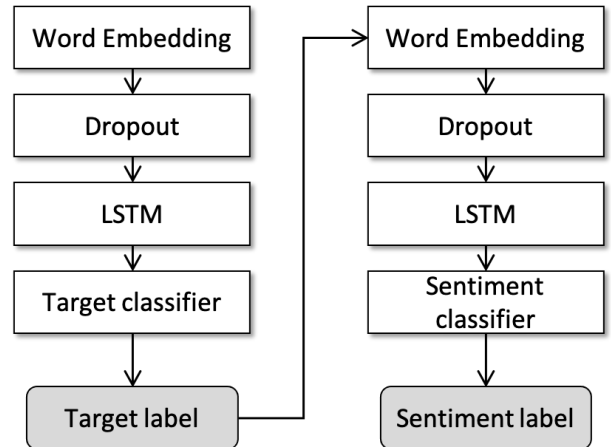 Word Embedding
Dropout
LSTM
Target classifier
Target label
Word Embedding
Dropout
LSTM
Sentiment
classifier
Sentiment label